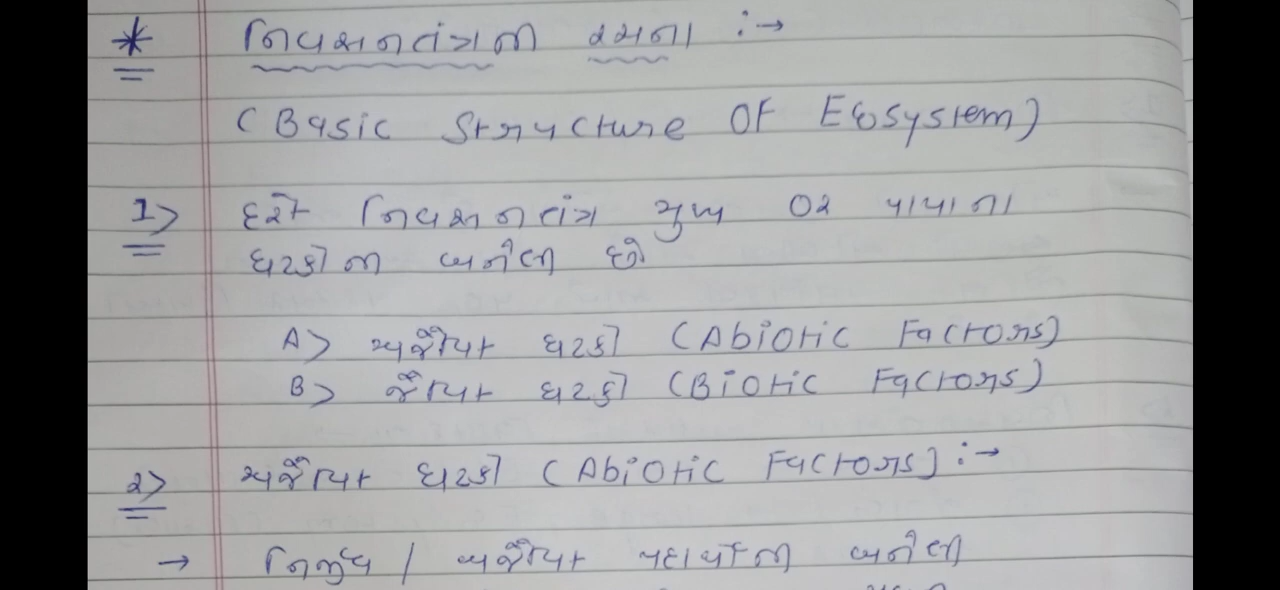 * નિવસનતંત્રની રચના :→
(Basic Structure OF Ecosystem)
1> દરેક નિવસનતંત્ર મુખ્ય 02 પાયાના
ઘટકોના બનેલા છે
A> અજૈવિક ઘટકો (Abiotic Factors)
B> જૈવિક ઘટકો (Biotic Factors)
2> અજૈવિક ઘટકો (Abiotic Factors) :→
→ નિર્જીવ / અજૈવિક પદાર્થોના બનેલા